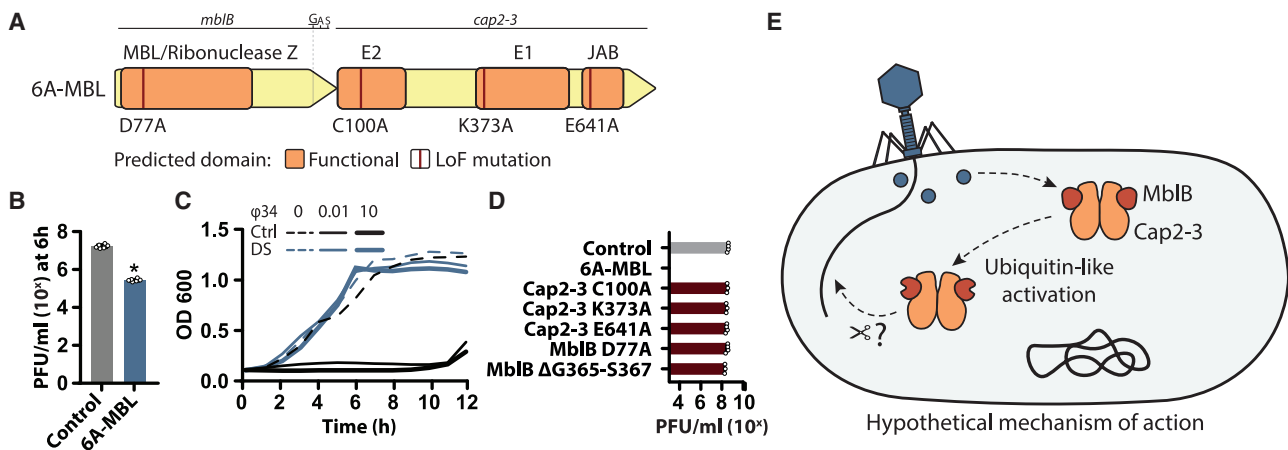 A
mblB
GAS
cap2-3
MBL/Ribonuclease Z
E2
E1
JAB
6A-MBL
D77A
C100A
K373A
E641A
Predicted domain: Functional LoF mutation
B
PFU/ml (10ˣ) at 6h
8
6
4
2
0
*
Control
6A-MBL
C
φ34 0 0.01 10
Ctrl
DS
OD 600
1.5
1.0
0.5
0.0
0 2 4 6 8 10 12
Time (h)
D
Control
6A-MBL
Cap2-3 C100A
Cap2-3 K373A
Cap2-3 E641A
MblB D77A
MblB ΔG365-S367
4 6 8 10
PFU/ml (10ˣ)
E
MblB
Cap2-3
Ubiquitin-like
activation
?
Hypothetical mechanism of action